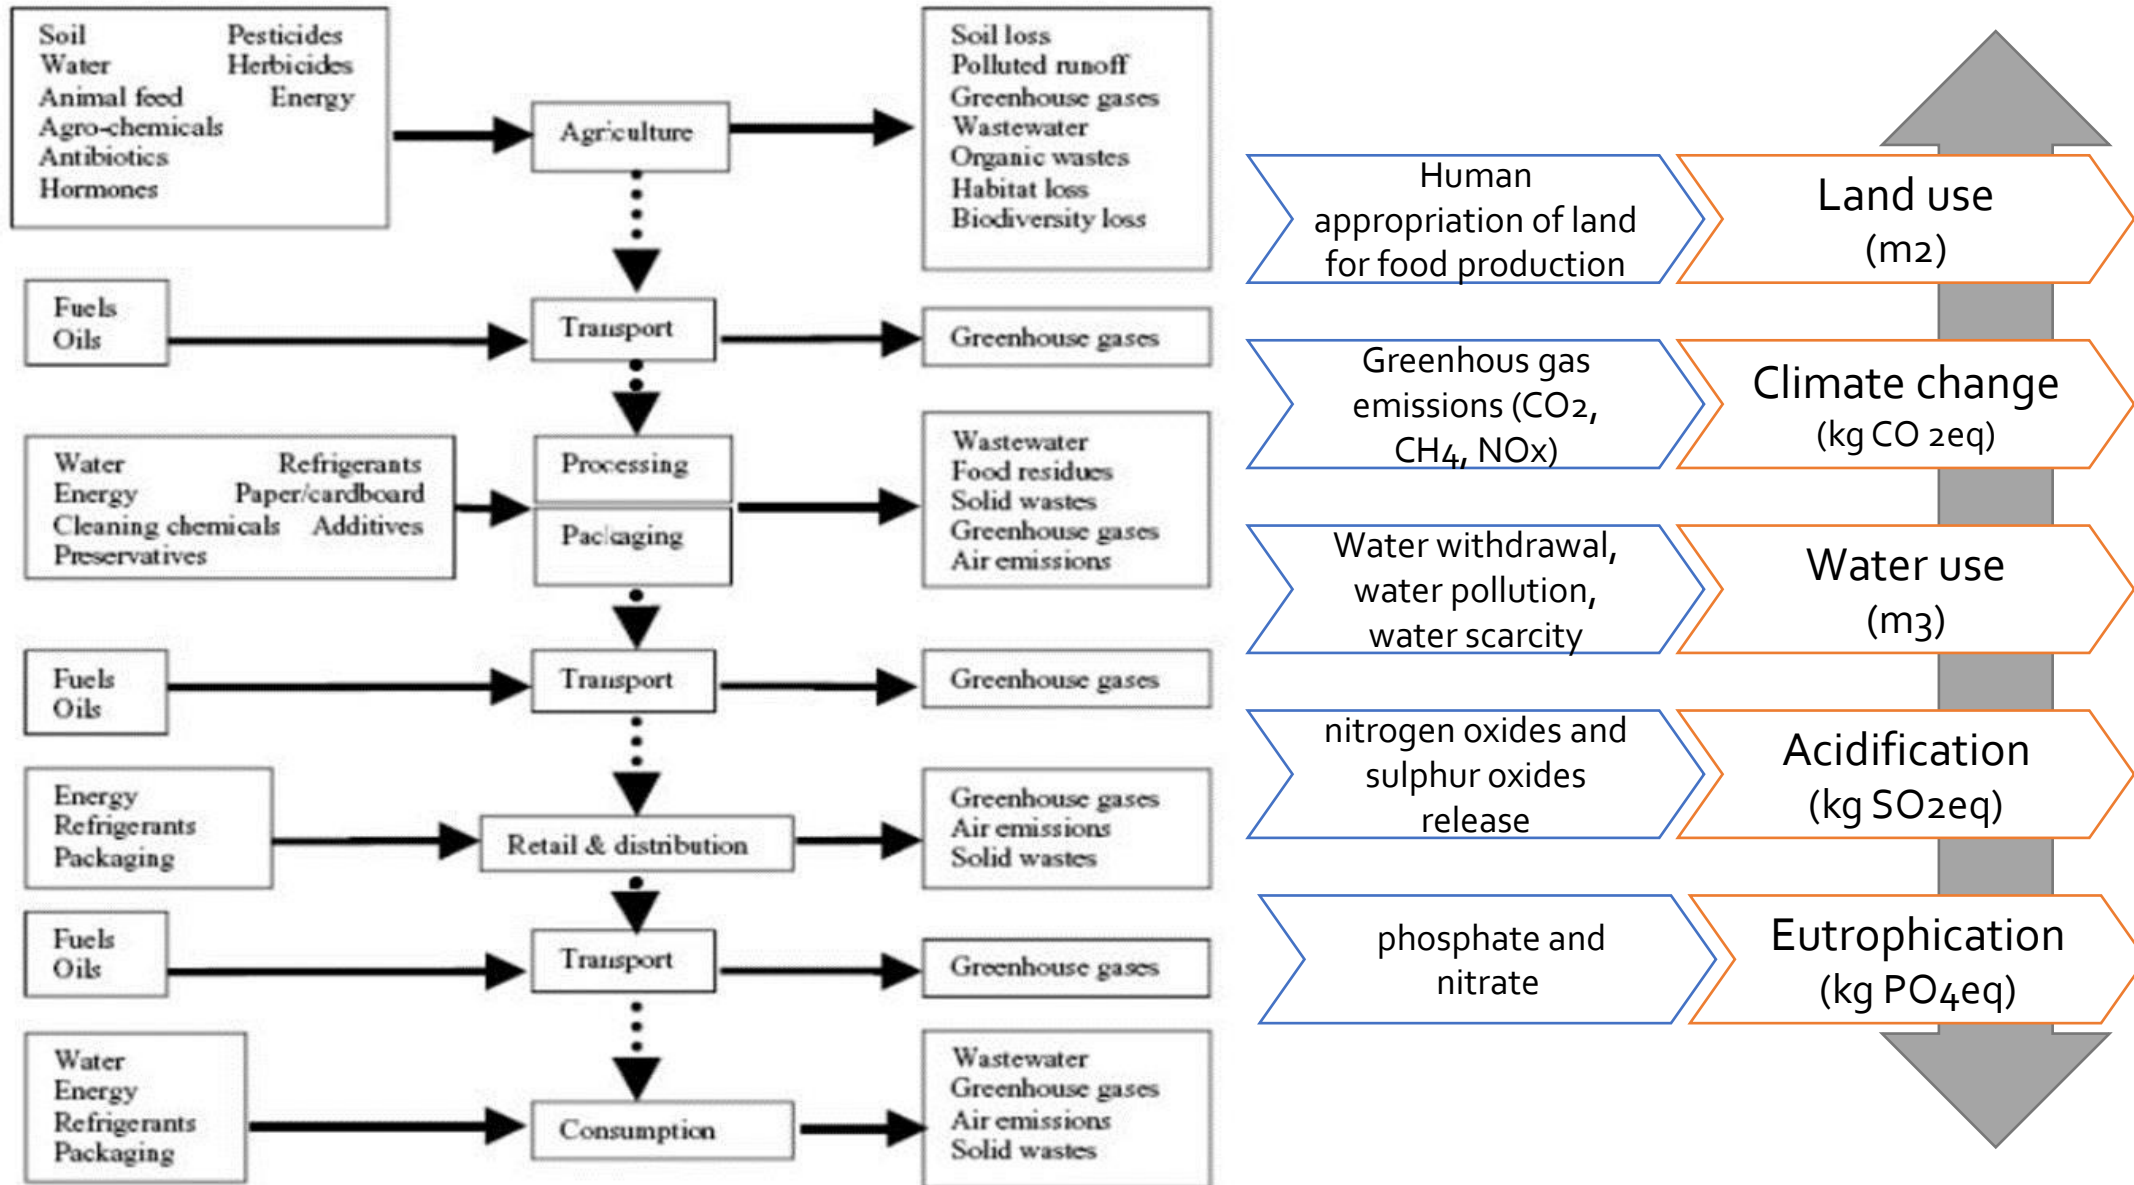 Soil Pesticides
Water Herbicides
Animal feed Energy
Agro-chemicals
Antibiotics
Hormones
Agriculture
Soil loss
Polluted runoff
Greenhouse gases
Wastewater
Organic wastes
Habitat loss
Biodiversity loss
Fuels
Oils
Transport
Greenhouse gases
Water Refrigerants
Energy Paper/cardboard
Cleaning chemicals Additives
Preservatives
Processing
Packaging
Wastewater
Food residues
Solid wastes
Greenhouse gases
Air emissions
Fuels
Oils
Transport
Greenhouse gases
Energy
Refrigerants
Packaging
Retail & distribution
Greenhouse gases
Air emissions
Solid wastes
Fuels
Oils
Transport
Greenhouse gases
Water
Energy
Refrigerants
Packaging
Consumption
Wastewater
Greenhouse gases
Air emissions
Solid wastes
Human
appropriation of land
for food production
Land use
(m2)
Greenhous gas
emissions (CO2,
CH4, NOx)
Climate change
(kg CO 2eq)
Water withdrawal,
water pollution,
water scarcity
Water use
(m3)
nitrogen oxides and
sulphur oxides
release
Acidification
(kg SO2eq)
phosphate and
nitrate
Eutrophication
(kg PO4eq)